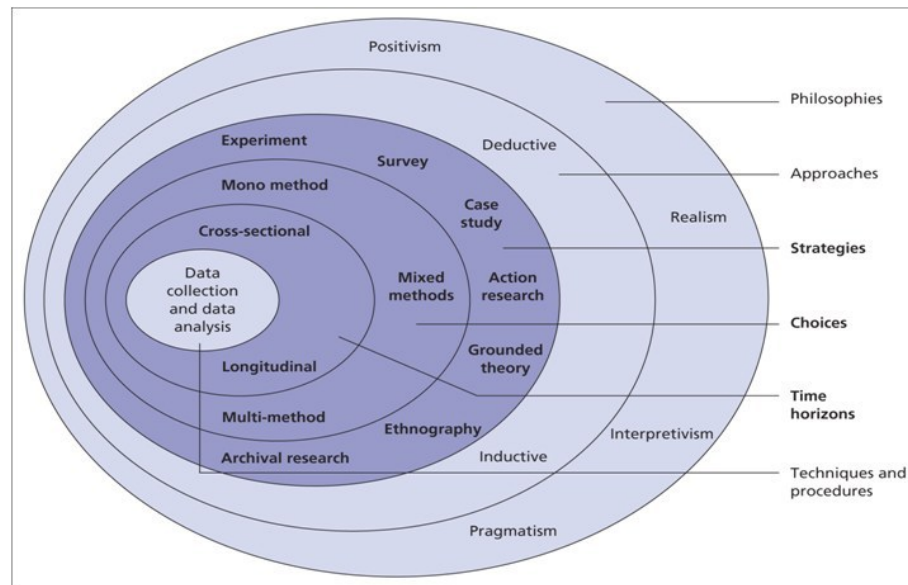 Positivism
Philosophies
Experiment
Deductive
Survey
Approaches
Mono method
Case
study
Realism
Cross-sectional
Strategies
Data
collection
and data
analysis
Mixed
methods
Action
research
Choices
Longitudinal
Grounded
theory
Time
horizons
Multi-method
Ethnography
Interpretivism
Archival research
Inductive
Techniques and
procedures
Pragmatism